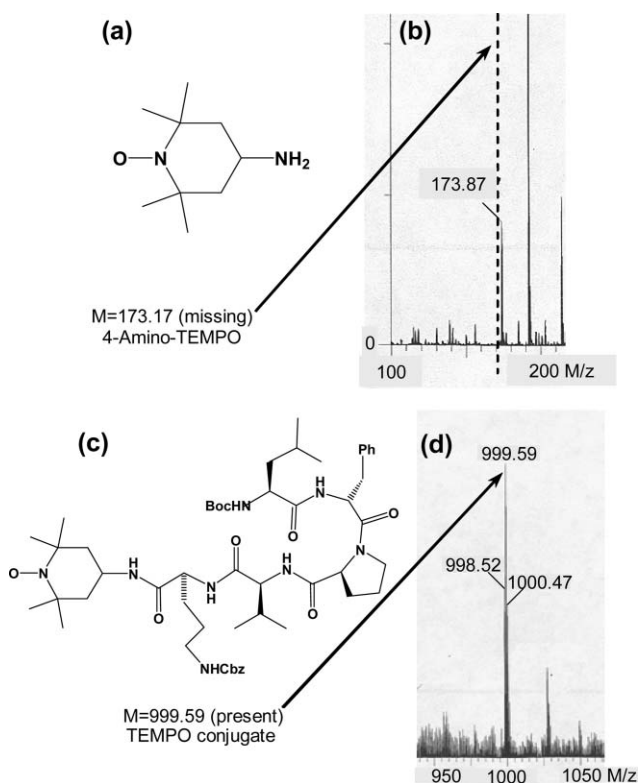 (a)
O
N
NH2
M=173.17 (missing)
4-Amino-TEMPO
(b)
173.87
0
100
200 M/z
(c)
Ph
BocHN
O
H
N
O
N
O
O
N
H
N
O
N
H
O
H
N
O
NHCbz
M=999.59 (present)
TEMPO conjugate
(d)
999.59
998.52
1000.47
950
1000
1050 M/z